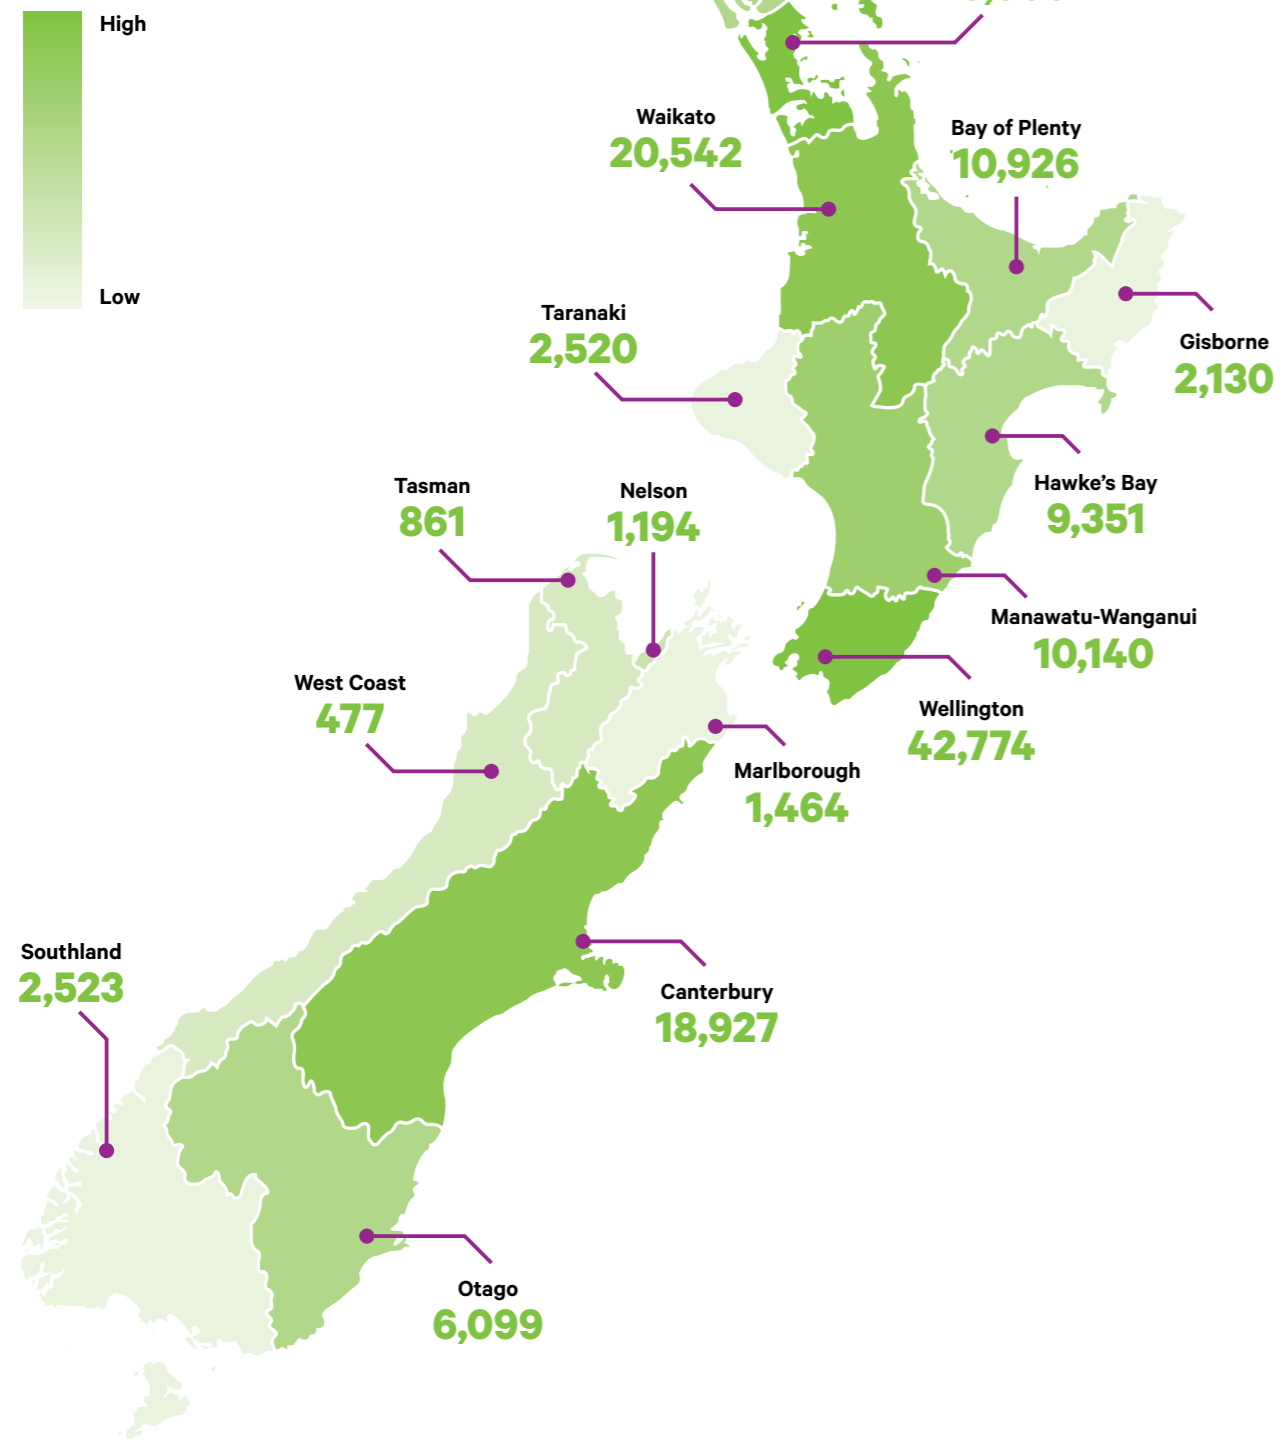 High
Low
Waikato
20,542
Bay of Plenty
10,926
Taranaki
2,520
Gisborne
2,130
Hawke's Bay
9,351
Tasman
861
Nelson
1,194
Manawatu-Wanganui
10,140
West Coast
477
Wellington
42,774
Marlborough
1,464
Southland
2,523
Canterbury
18,927
Otago
6,099